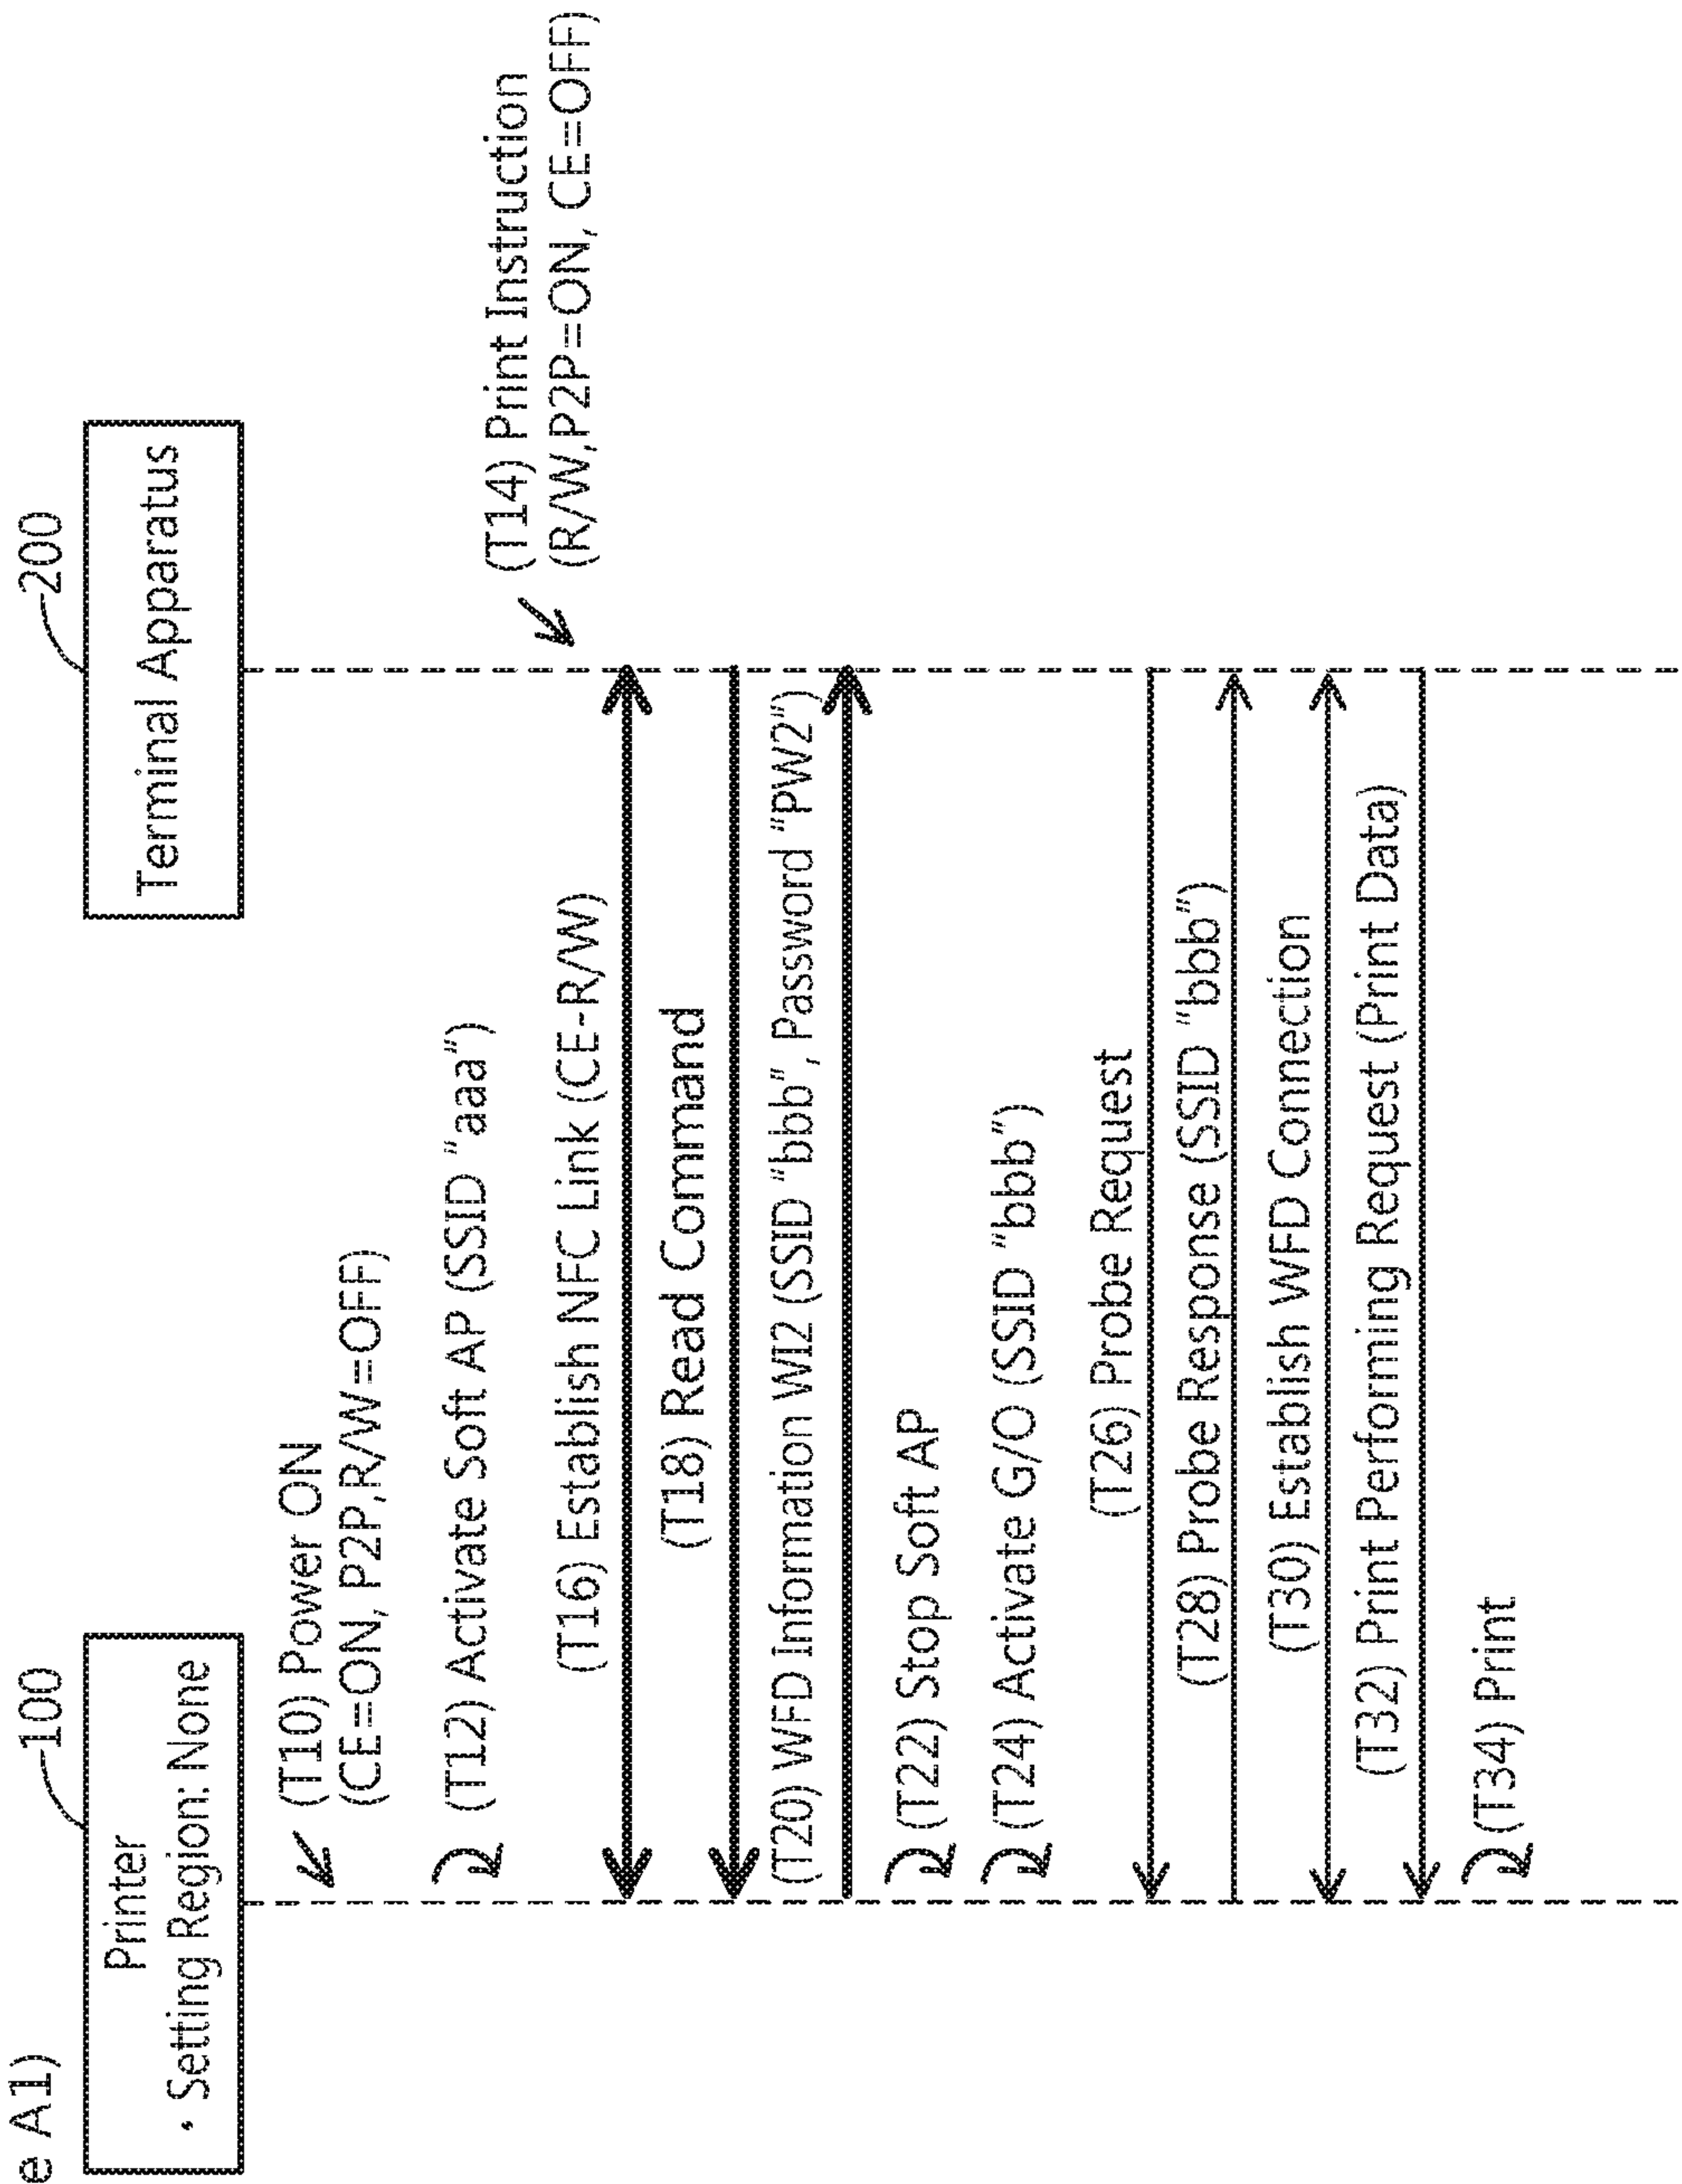 e A1)
100
200
Printer
・Setting Region: None
Terminal Apparatus
(T10) Power ON
(CE=ON, P2P,R/W=OFF)
(T12) Activate Soft AP (SSID "aaa")
(T14) Print Instruction
(R/W,P2P=ON, CE=OFF)
(T16) Establish NFC Link (CE-R/W)
(T18) Read Command
(T20) WFD Information WI2 (SSID "bbb", Password "PW2")
(T22) Stop Soft AP
(T24) Activate G/O (SSID "bbb")
(T26) Probe Request
(T28) Probe Response (SSID "bbb")
(T30) Establish WFD Connection
(T32) Print Performing Request (Print Data)
(T34) Print